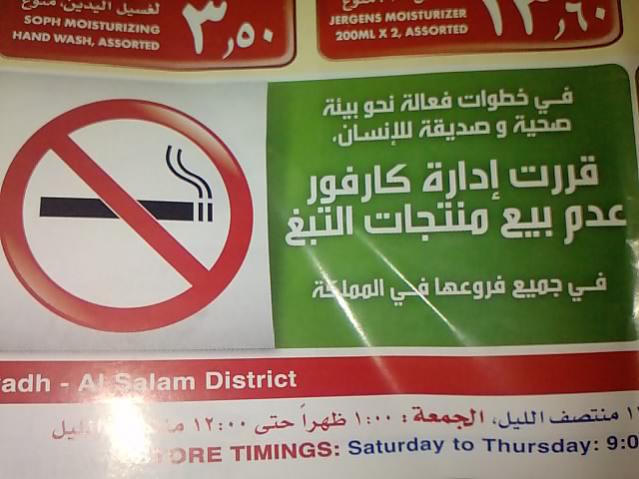 لغسيل اليدين، منوع
SOPH MOISTURIZING
HAND WASH, ASSORTED
٣٫٥٠
JERGENS MOISTURIZER
200ML X 2, ASSORTED
في خطوات فعالة نحو بيئة
صحية و صديقة للإنسان،
قررت إدارة كارفور
عدم بيع منتجات التبغ
في جميع فروعها في المملكة
adh - Al Salam District
منتصف الليل، الجمعة : ١:٠٠ ظهراً حتى ١٢:٠٠ الليل
ORE TIMINGS: Saturday to Thursday: 9:0